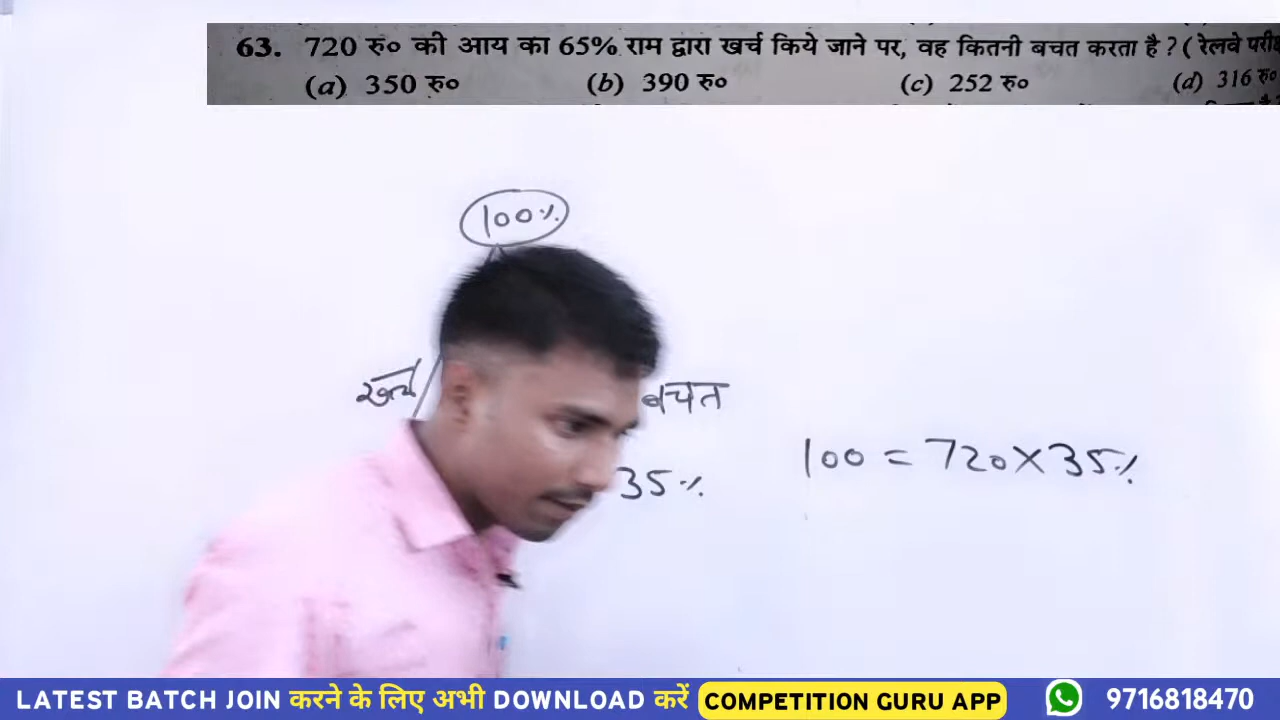 63. 720 रु० की आय का 65% राम द्वारा खर्च किये जाने पर, वह कितनी बचत करता है ? ( रेलवे
(a) 350 रु० (b) 390 रु० (c) 252 रु० (d) 316 रु०
100%
खर्च बचत
100 = 720 × 35%
35%
LATEST BATCH JOIN करने के लिए अभी DOWNLOAD करें COMPETITION GURU APP 9716818470